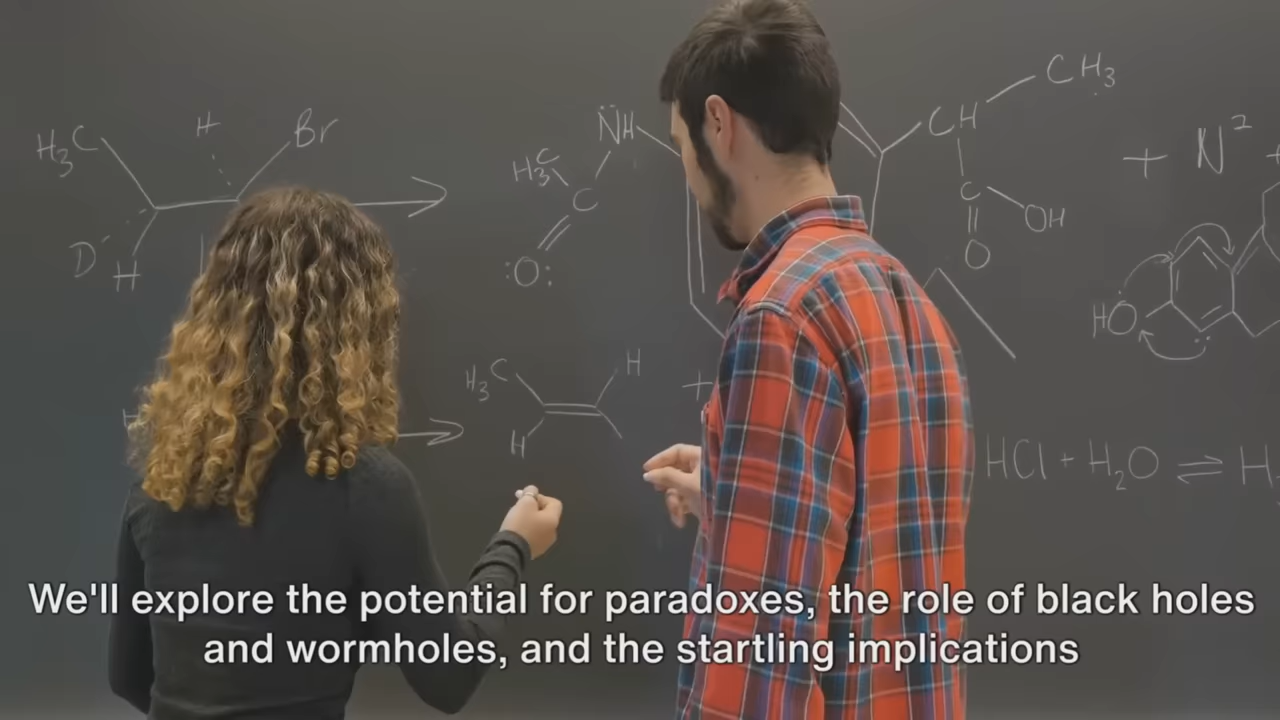 H₃C
H
Br
D
H
H₃C
N̈H
C
:O:
CH
CH₃
C
OH
O
+ N²
+
HO
H₃C
H
H
+
HCl + H₂O ⇌ H
We'll explore the potential for paradoxes, the role of black holes
and wormholes, and the startling implications